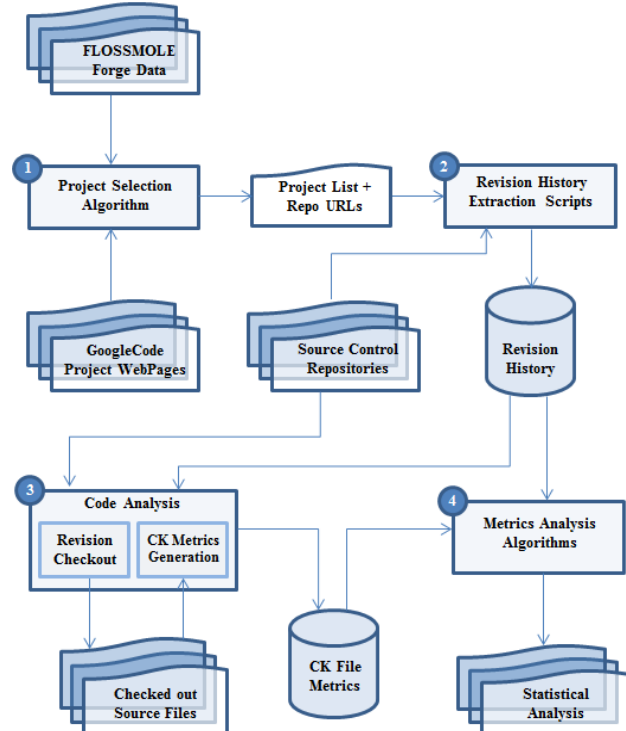 FLOSSMOLE
Forge Data
1
Project Selection
Algorithm
Project List +
Repo URLs
2
Revision History
Extraction Scripts
GoogleCode
Project WebPages
Source Control
Repositories
Revision
History
3
Code Analysis
Revision
Checkout
CK Metrics
Generation
4
Metrics Analysis
Algorithms
Checked out
Source Files
CK File
Metrics
Statistical
Analysis